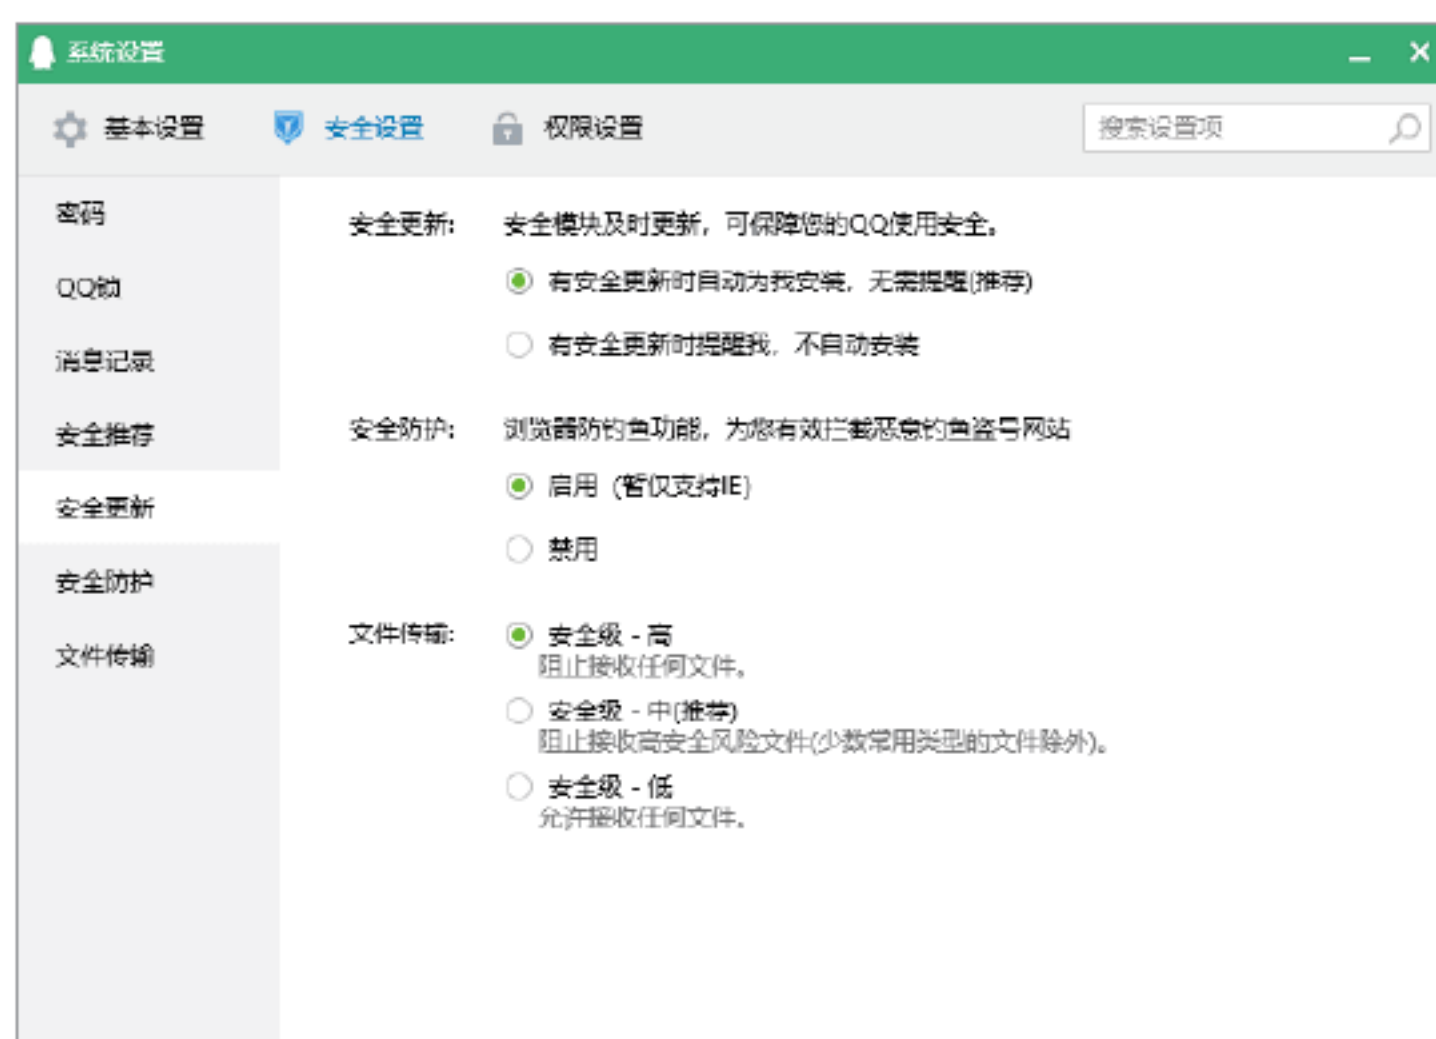 系统设置
基本设置
安全设置
权限设置
搜索设置项
密码
QQ锁
消息记录
安全推荐
安全更新
安全防护
文件传输
安全更新: 安全模块及时更新，可保障您的QQ使用安全。
有安全更新时自动为我安装，无需提醒(推荐)
有安全更新时提醒我，不自动安装
安全防护: 浏览器防钓鱼功能，为您有效拦截恶意钓鱼盗号网站
启用 (暂仅支持IE)
禁用
文件传输: 安全级 - 高
阻止接收任何文件。
安全级 - 中(推荐)
阻止接收高安全风险文件(少数常用类型的文件除外)。
安全级 - 低
允许接收任何文件。